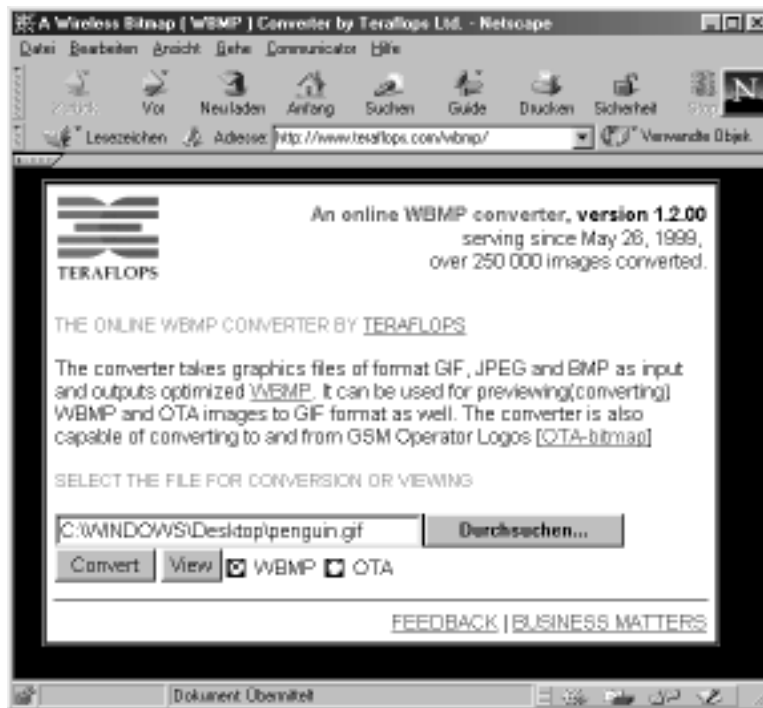 A Wireless Bitmap ( WBMP ) Converter by Teraflops Ltd. - Netscape
Datei Bearbeiten Ansicht Gehe Communicator Hilfe
Zurück Vor Neu laden Anfang Suchen Guide Drucken Sicherheit Stop N
Lesezeichen Adresse: http://www.teraflops.com/wbmp/ Verwandte Objek
TERAFLOPS
An online WBMP converter, version 1.2.00
serving since May 26, 1999,
over 250 000 images converted.
THE ONLINE WBMP CONVERTER BY TERAFLOPS
The converter takes graphics files of format GIF, JPEG and BMP as input
and outputs optimized WBMP. It can be used for previewing(converting)
WBMP and OTA images to GIF format as well. The converter is also
capable of converting to and from GSM Operator Logos [OTA-bitmap]
SELECT THE FILE FOR CONVERSION OR VIEWING
C:\WINDOWS\Desktop\penguin.gif Durchsuchen...
Convert View WBMP OTA
FEEDBACK | BUSINESS MATTERS
Dokument Übermittelt